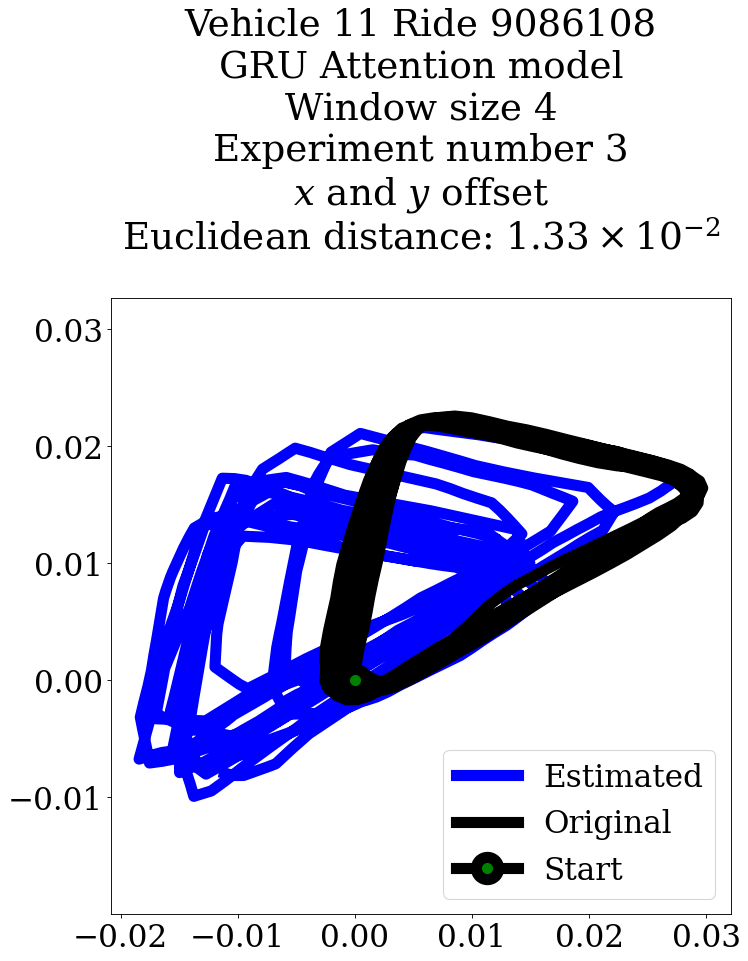 Vehicle 11 Ride 9086108
GRU Attention model
Window size 4
Experiment number 3
x and y offset
Euclidean distance: 1.33 × 10⁻²
0.03
0.02
0.01
0.00
−0.01
Estimated
Original
Start
−0.02 −0.01 0.00 0.01 0.02 0.03